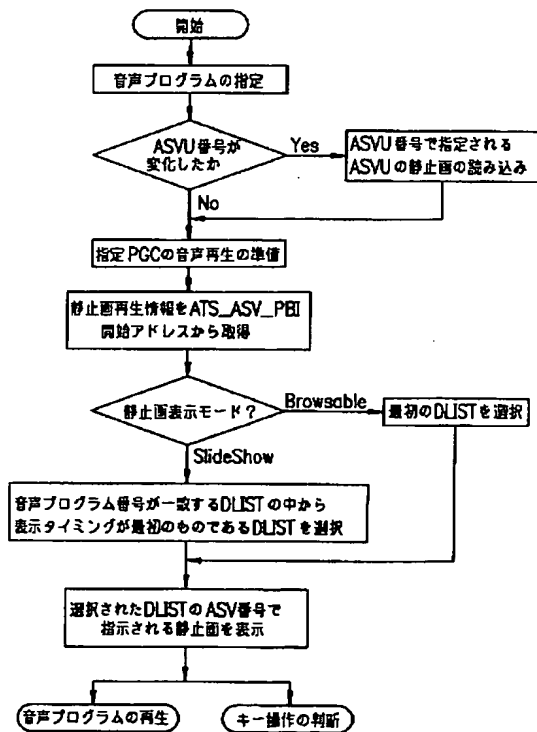 開始
音声プログラムの指定
ASVU番号が
変化したか
Yes
ASVU番号で指定される
ASVUの静止画の読み込み
No
指定PGCの音声再生の準備
静止画再生情報をATS_ASV_PBI
開始アドレスから取得
静止画表示モード？
Browsable
最初のDLISTを選択
SlideShow
音声プログラム番号が一致するDLISTの中から
表示タイミングが最初のものであるDLISTを選択
選択されたDLISTのASV番号で
指示される静止画を表示
音声プログラムの再生
キー操作の判断